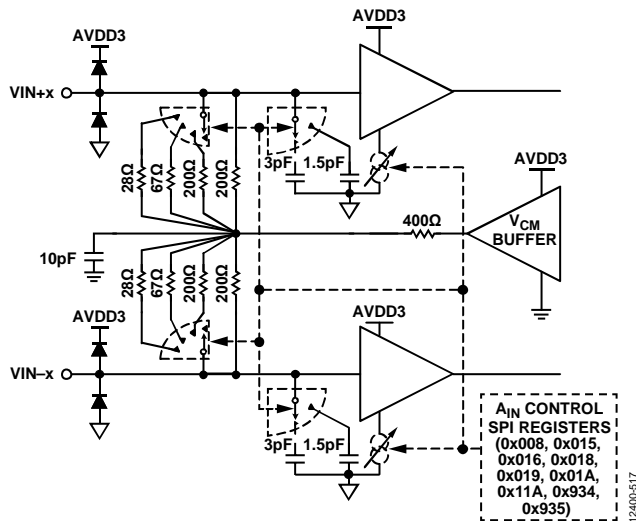 AVDD3
AVDD3
VIN+x
28Ω
67Ω
200Ω
200Ω
3pF
1.5pF
AVDD3
400Ω
VCM
BUFFER
10pF
28Ω
67Ω
200Ω
200Ω
AVDD3
AVDD3
VIN–x
3pF
1.5pF
AIN CONTROL
SPI REGISTERS
(0x008, 0x015,
0x016, 0x018,
0x019, 0x01A,
0x11A, 0x934,
0x935)
12400-517